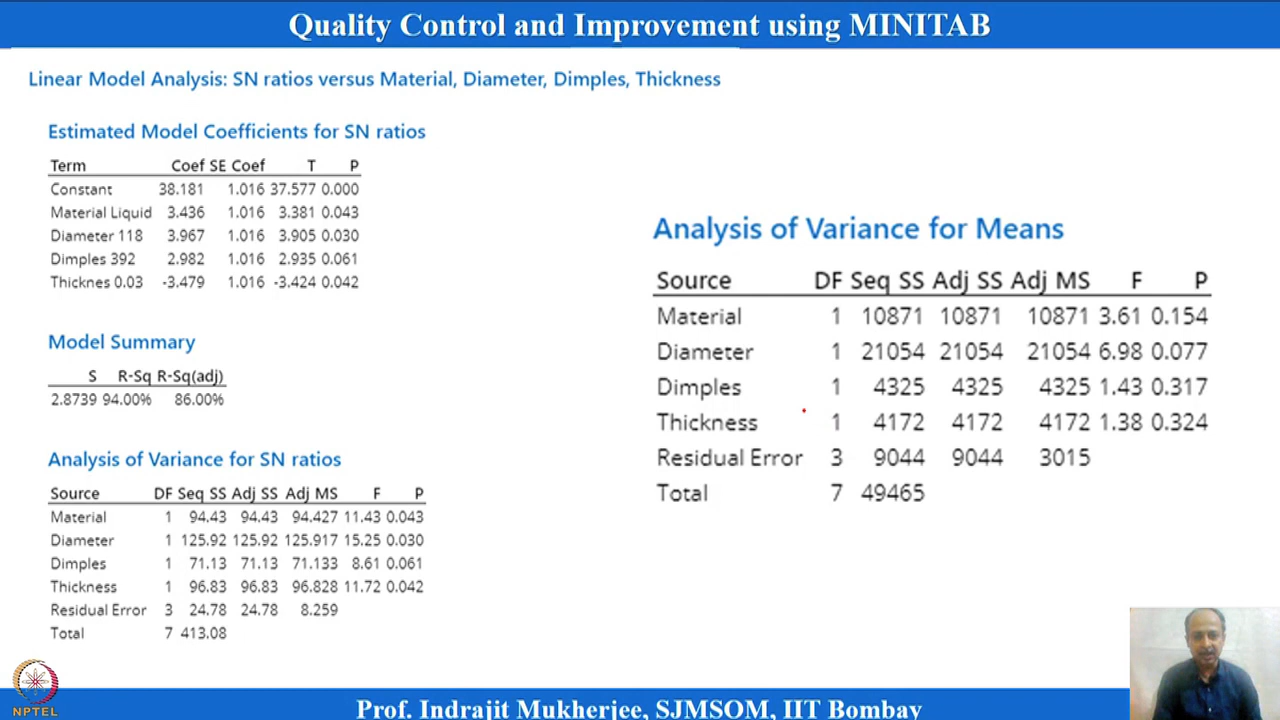 Quality Control and Improvement using MINITAB
Linear Model Analysis: SN ratios versus Material, Diameter, Dimples, Thickness
Estimated Model Coefficients for SN ratios
Term Coef SE Coef T P
Constant 38.181 1.016 37.577 0.000
Material Liquid 3.436 1.016 3.381 0.043
Diameter 118 3.967 1.016 3.905 0.030
Dimples 392 2.982 1.016 2.935 0.061
Thicknes 0.03 -3.479 1.016 -3.424 0.042
Model Summary
S R-Sq R-Sq(adj)
2.8739 94.00% 86.00%
Analysis of Variance for SN ratios
Source DF Seq SS Adj SS Adj MS F P
Material 1 94.43 94.43 94.427 11.43 0.043
Diameter 1 125.92 125.92 125.917 15.25 0.030
Dimples 1 71.13 71.13 71.133 8.61 0.061
Thickness 1 96.83 96.83 96.828 11.72 0.042
Residual Error 3 24.78 24.78 8.259
Total 7 413.08
Analysis of Variance for Means
Source DF Seq SS Adj SS Adj MS F P
Material 1 10871 10871 10871 3.61 0.154
Diameter 1 21054 21054 21054 6.98 0.077
Dimples 1 4325 4325 4325 1.43 0.317
Thickness 1 4172 4172 4172 1.38 0.324
Residual Error 3 9044 9044 3015
Total 7 49465
NPTEL
Prof. Indrajit Mukherjee, SJMSOM, IIT Bombay